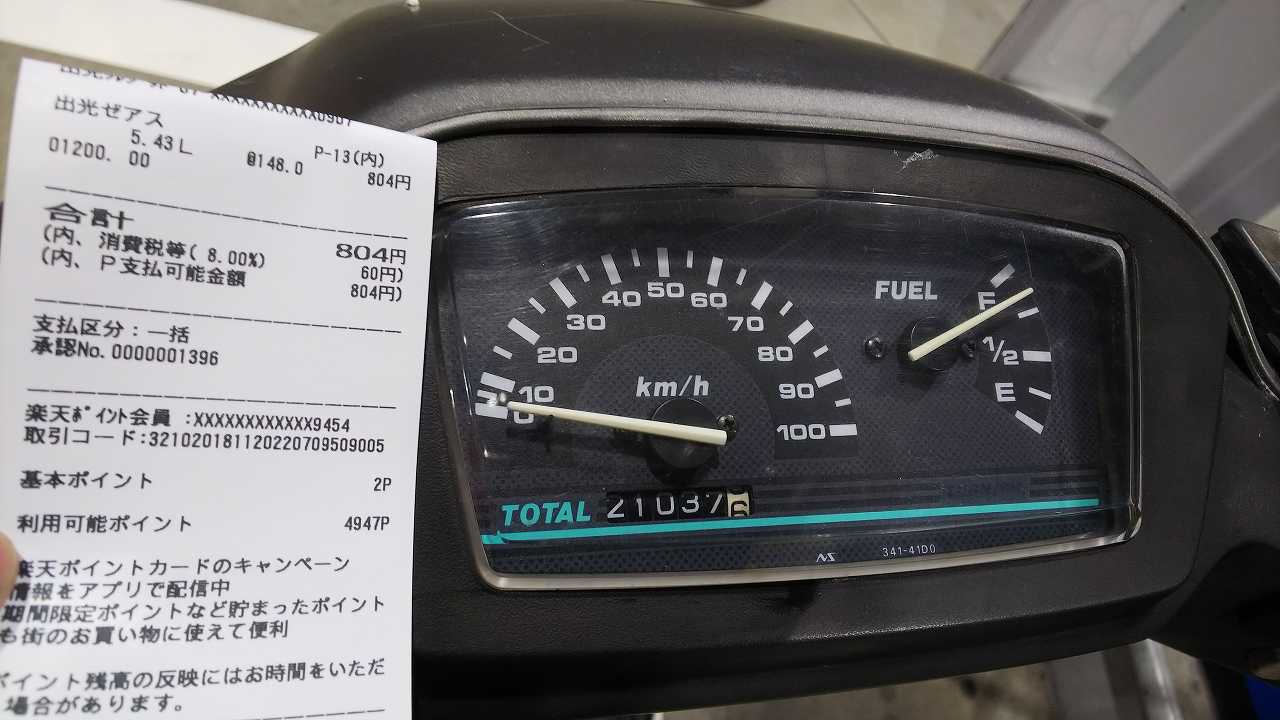 出光ゼアス
P-13(内)
5.43L @148.0 804円
01200.00
合計 804円
(内、消費税等( 8.00%) 60円)
(内、P支払可能金額 804円)
支払区分:一括
承認No.0000001396
楽天ポイント会員 :XXXXXXXXXXXX9454
取引コード:321020181120220709509005
基本ポイント 2P
利用可能ポイント 4947P
楽天ポイントカードのキャンペーン
情報をアプリで配信中
期間限定ポイントなど貯まったポイント
も街のお買い物に使えて便利
ポイント残高の反映にはお時間をいただ
場合があります。
0
10
20
30
40
50
60
70
80
90
100
km/h
FUEL
F
1/2
E
TOTAL 21037
NS 341-41D0